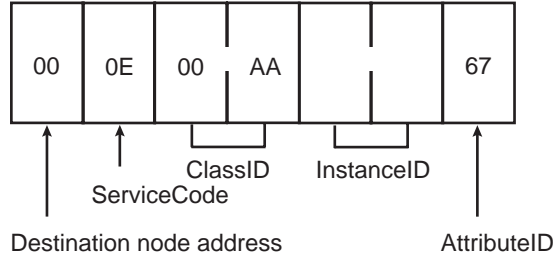 00 0E 00 AA 67
ClassID InstanceID
ServiceCode
Destination node address AttributeID